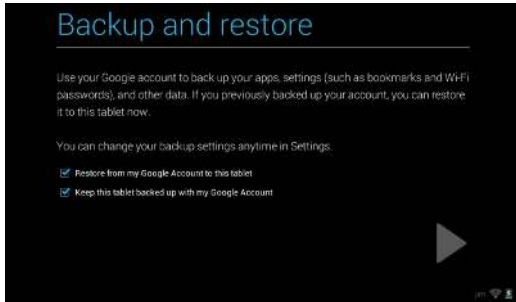 Backup and restore
Use your Google account to back up your apps, settings (such as bookmarks and Wi-Fi
passwords), and other data. If you previously backed up your account, you can restore
it to this tablet now.
You can change your backup settings anytime in Settings.
Restore from my Google Account to this tablet
Keep this tablet backed up with my Google Account